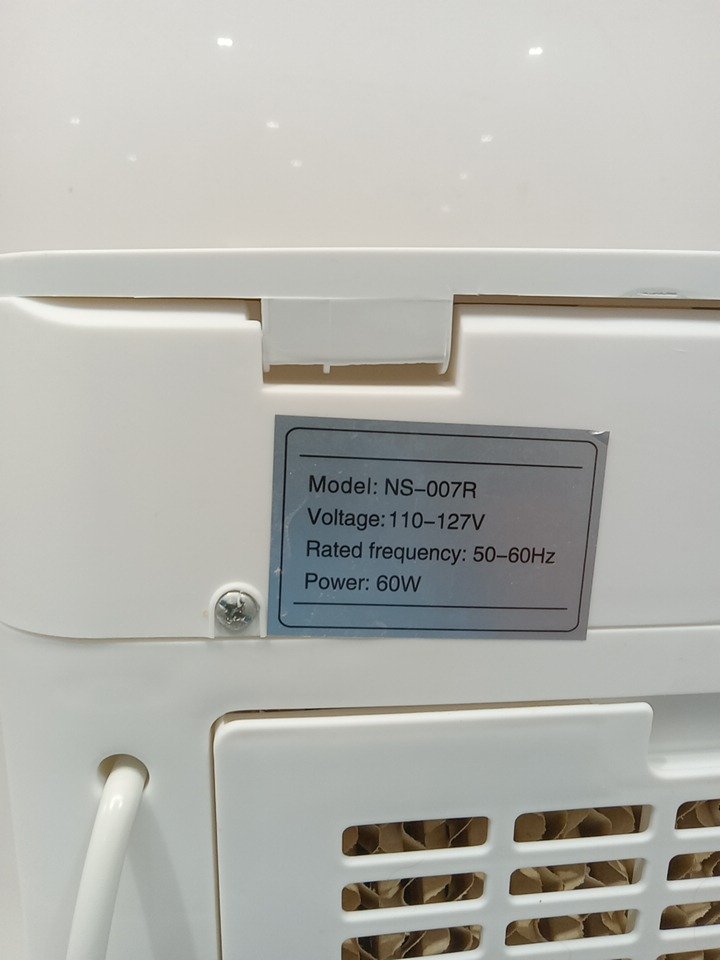 Model: NS-007R
Voltage: 110-127V
Rated frequency: 50-60Hz
Power: 60W